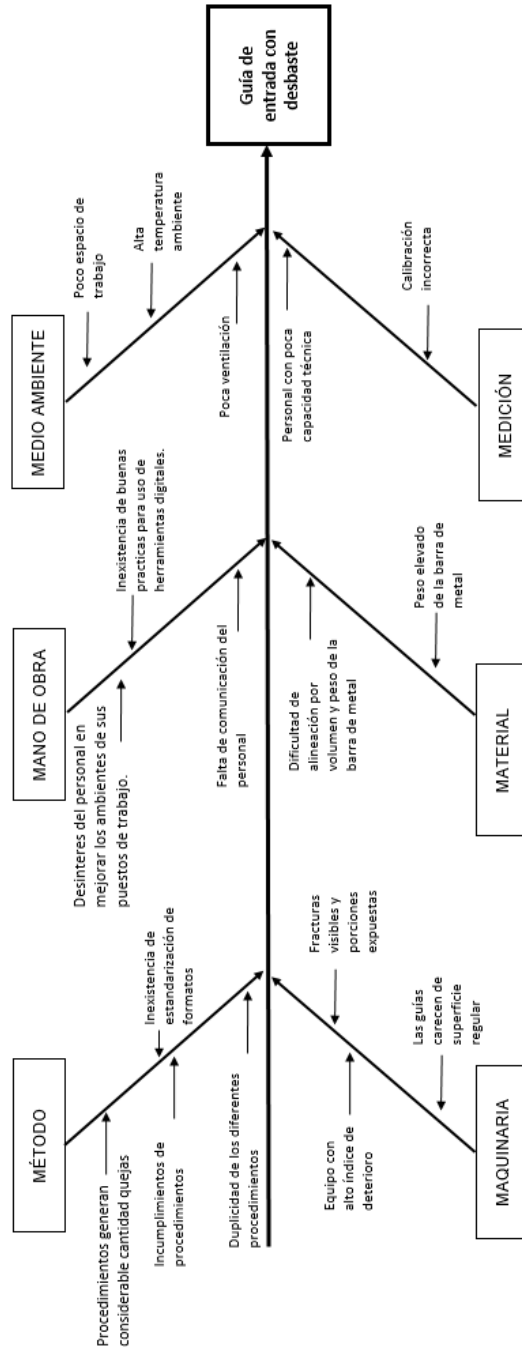 MÉTODO
MANO DE OBRA
MEDIO AMBIENTE
Procedimientos generan
considerable cantidad quejas
Inexistencia de
estandarización de
formatos
Incumplimientos de
procedimientos
Duplicidad de los diferentes
procedimientos
Desinteres del personal en
mejorar los ambientes de sus
puestos de trabajo.
Inexistencia de buenas
practicas para uso de
herramientas digitales.
Falta de comunicación del
personal
Poco espacio de
trabajo
Alta
temperatura
ambiente
Poca ventilación
Guía de
entrada con
desbaste
Fracturas
visibles y
porciones
expuestas
Equipo con
alto índice de
deterioro
Las guías
carecen de
superficie
regular
Dificultad de
alineación por
volumen y peso de la
barra de metal
Peso elevado
de la barra de
metal
Personal con poca
capacidad técnica
Calibración
incorrecta
MAQUINARIA
MATERIAL
MEDICIÓN